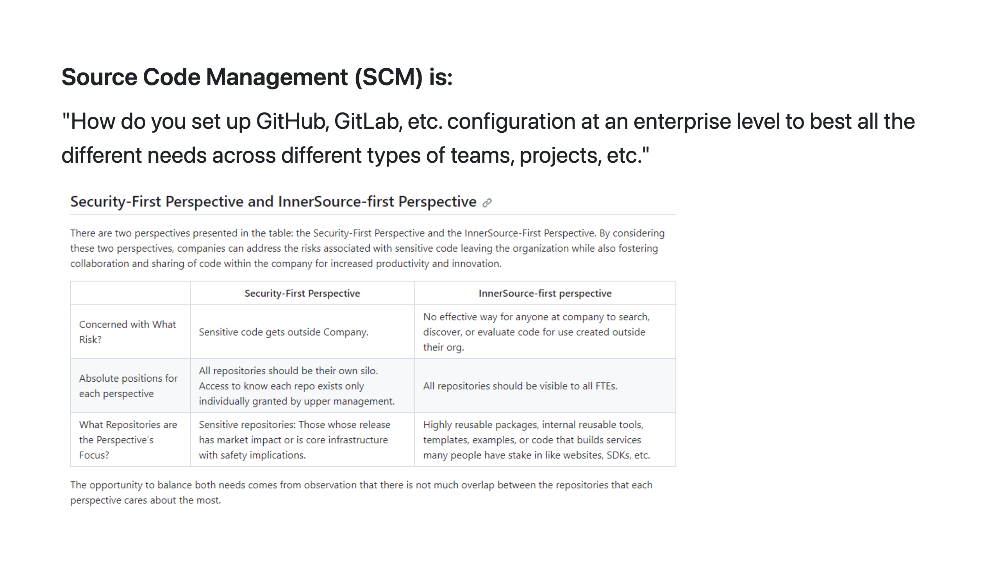 Source Code Management (SCM) is:
"How do you set up GitHub, GitLab, etc. configuration at an enterprise level to best all the
different needs across different types of teams, projects, etc."
Security-First Perspective and InnerSource-first Perspective
There are two perspectives presented in the table: the Security-First Perspective and the InnerSource-First Perspective. By considering
these two perspectives, companies can address the risks associated with sensitive code leaving the organization while also fostering
collaboration and sharing of code within the company for increased productivity and innovation.
Security-First Perspective
InnerSource-first perspective
Concerned with What
Risk?
Sensitive code gets outside Company.
No effective way for anyone at company to search,
discover, or evaluate code for use created outside
their org.
Absolute positions for
each perspective
All repositories should be their own silo.
Access to know each repo exists only
individually granted by upper management.
All repositories should be visible to all FTEs.
What Repositories are
the Perspective's
Focus?
Sensitive repositories: Those whose release
has market impact or is core infrastructure
with safety implications.
Highly reusable packages, internal reusable tools,
templates, examples, or code that builds services
many people have stake in like websites, SDKs, etc.
The opportunity to balance both needs comes from observation that there is not much overlap between the repositories that each
perspective cares about the most.